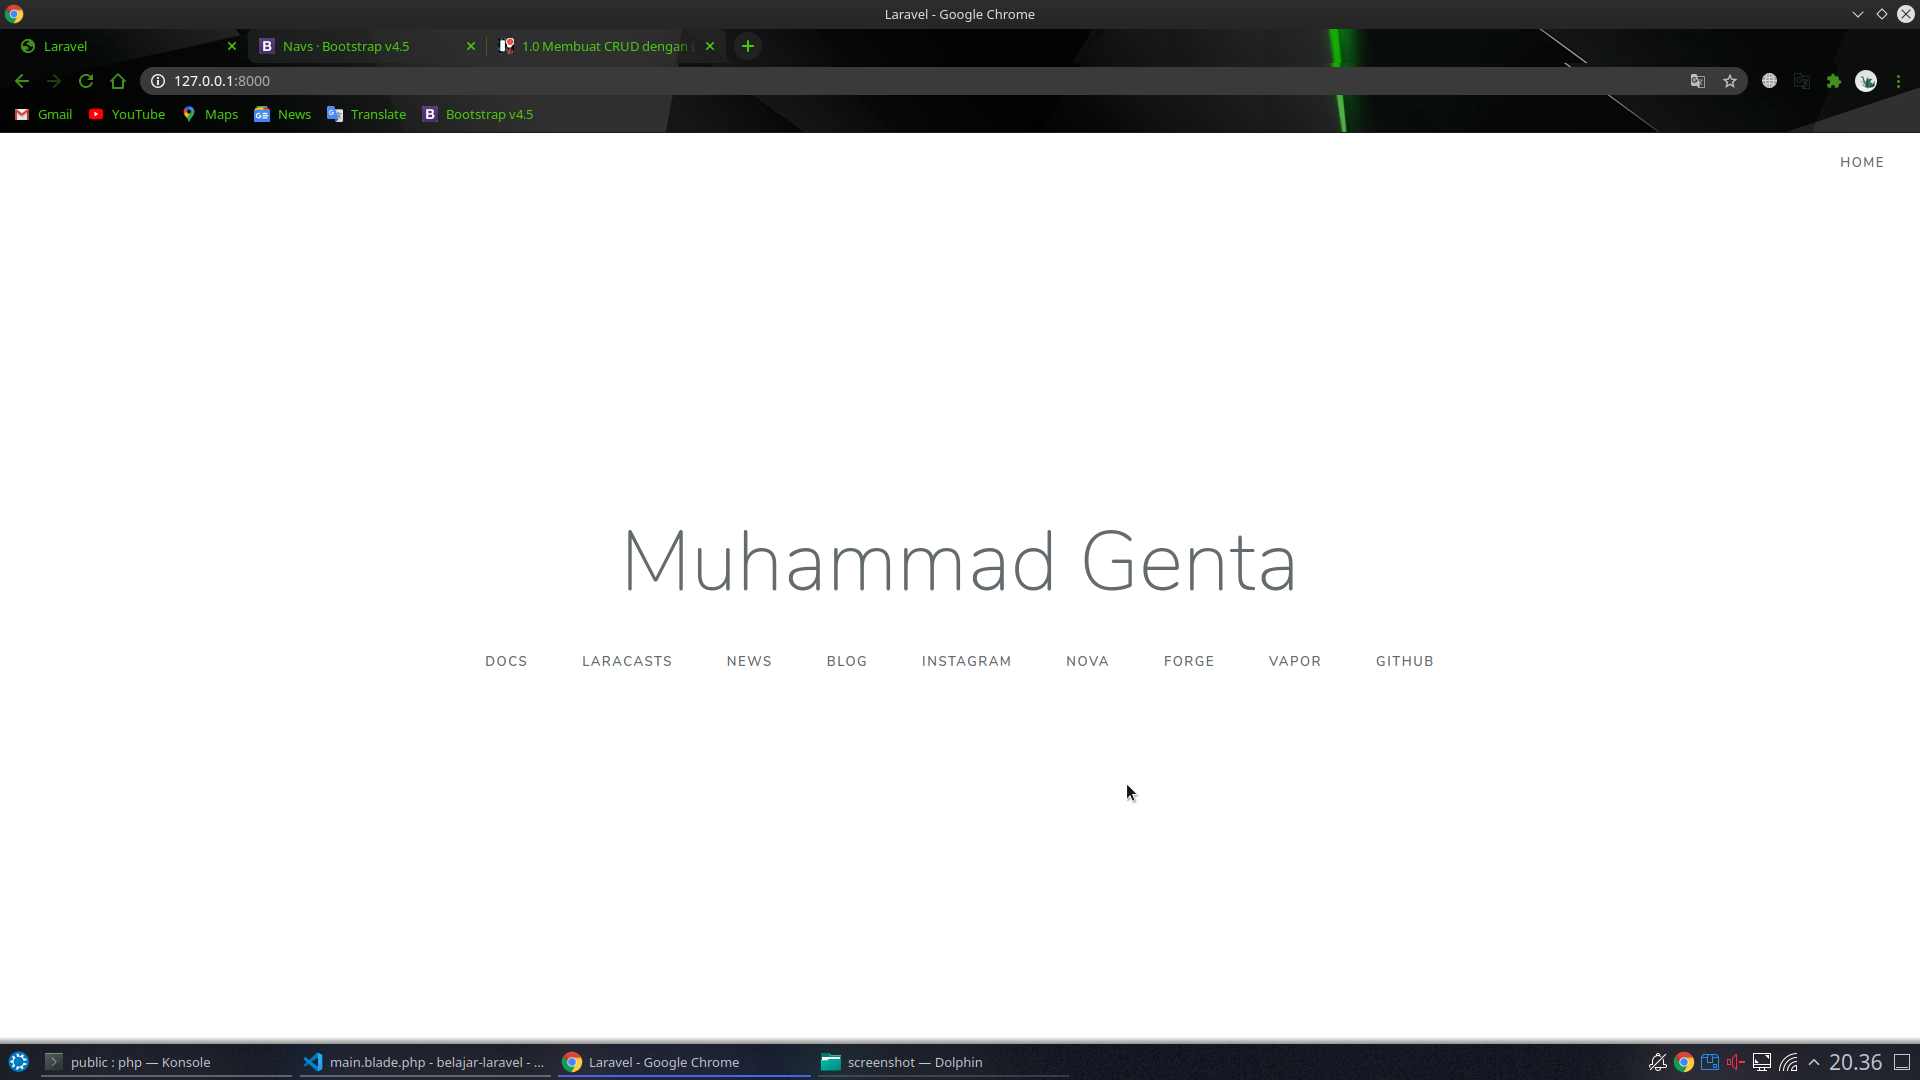 Laravel - Google Chrome
Laravel
Navs · Bootstrap v4.5
1.0 Membuat CRUD dengan
127.0.0.1:8000
Gmail
YouTube
Maps
News
Translate
Bootstrap v4.5
HOME
Muhammad Genta
DOCS LARACASTS NEWS BLOG INSTAGRAM NOVA FORGE VAPOR GITHUB
public : php — Konsole
main.blade.php - belajar-laravel - ...
Laravel - Google Chrome
screenshot — Dolphin
20.36